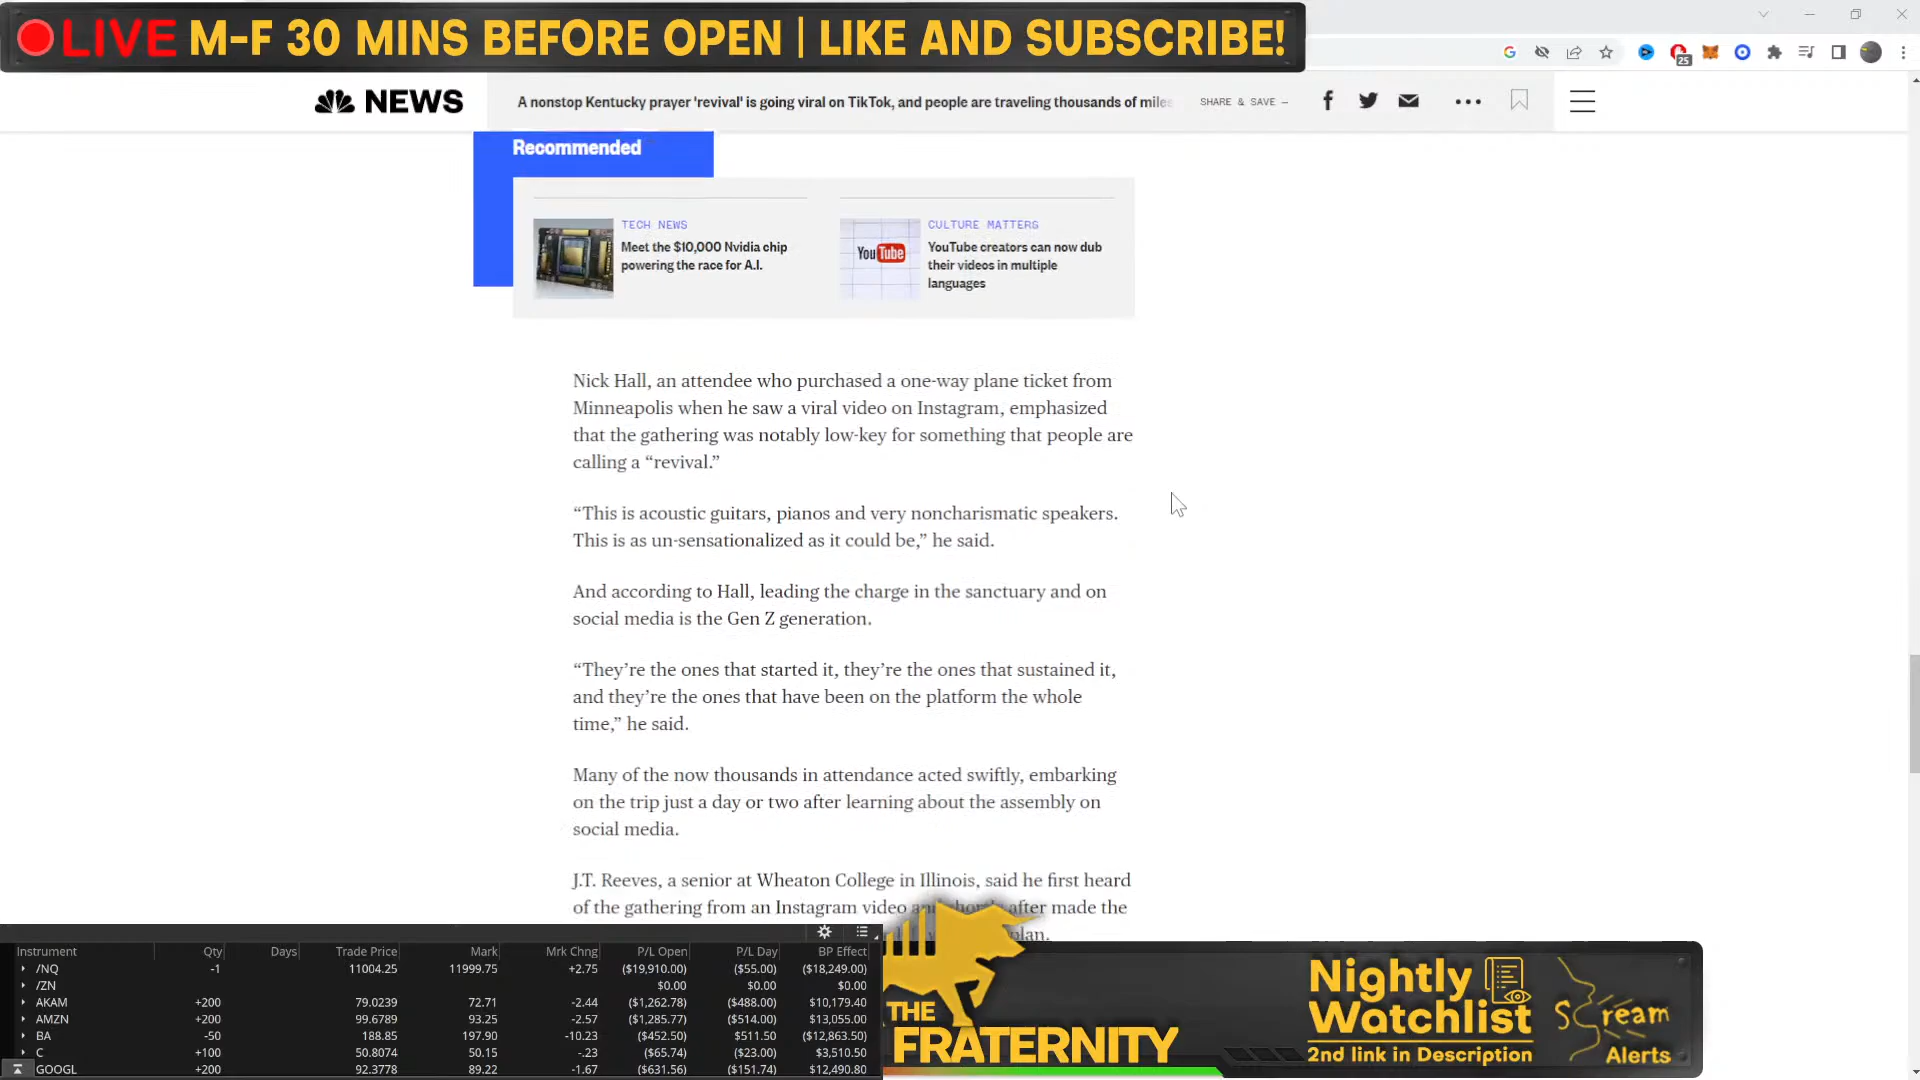 LIVE M-F 30 MINS BEFORE OPEN | LIKE AND SUBSCRIBE!
25
NEWS
A nonstop Kentucky prayer 'revival' is going viral on TikTok, and people are traveling thousands of miles
SHARE & SAVE —
Recommended
TECH NEWS
Meet the $10,000 Nvidia chip
powering the race for A.I.
YouTube
CULTURE MATTERS
YouTube creators can now dub
their videos in multiple
languages
Nick Hall, an attendee who purchased a one-way plane ticket from
Minneapolis when he saw a viral video on Instagram, emphasized
that the gathering was notably low-key for something that people are
calling a “revival.”
“This is acoustic guitars, pianos and very noncharismatic speakers.
This is as un-sensationalized as it could be,” he said.
And according to Hall, leading the charge in the sanctuary and on
social media is the Gen Z generation.
“They’re the ones that started it, they’re the ones that sustained it,
and they’re the ones that have been on the platform the whole
time,” he said.
Many of the now thousands in attendance acted swiftly, embarking
on the trip just a day or two after learning about the assembly on
social media.
J.T. Reeves, a senior at Wheaton College in Illinois, said he first heard
of the gathering from an Instagram video and shortly after made the
plan.
Instrument Qty Days Trade Price Mark Mrk Chng P/L Open P/L Day BP Effect
/NQ -1 11004.25 11999.75 +2.75 ($19,910.00) ($55.00) ($18,249.00)
/ZN $0.00 $0.00 $0.00
AKAM +200 79.0239 72.71 -2.44 ($1,262.78) ($488.00) $10,179.40
AMZN +200 99.6789 93.25 -2.57 ($1,285.77) ($514.00) $13,055.00
BA -50 188.85 197.90 -10.23 ($452.50) $511.50 ($12,863.50)
C +100 50.8074 50.15 -.23 ($65.74) ($23.00) $3,510.50
GOOGL +200 92.3778 89.22 -1.67 ($631.56) ($151.74) $12,490.80
THE
FRATERNITY
Nightly
Watchlist
2nd link in Description
Scream
Alerts